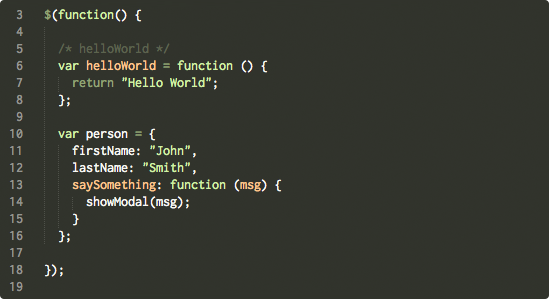 3 $(function() {
4
5 /* helloWorld */
6 var helloWorld = function () {
7 return "Hello World";
8 };
9
10 var person = {
11 firstName: "John",
12 lastName: "Smith",
13 saySomething: function (msg) {
14 showModal(msg);
15 }
16 };
17
18 });
19